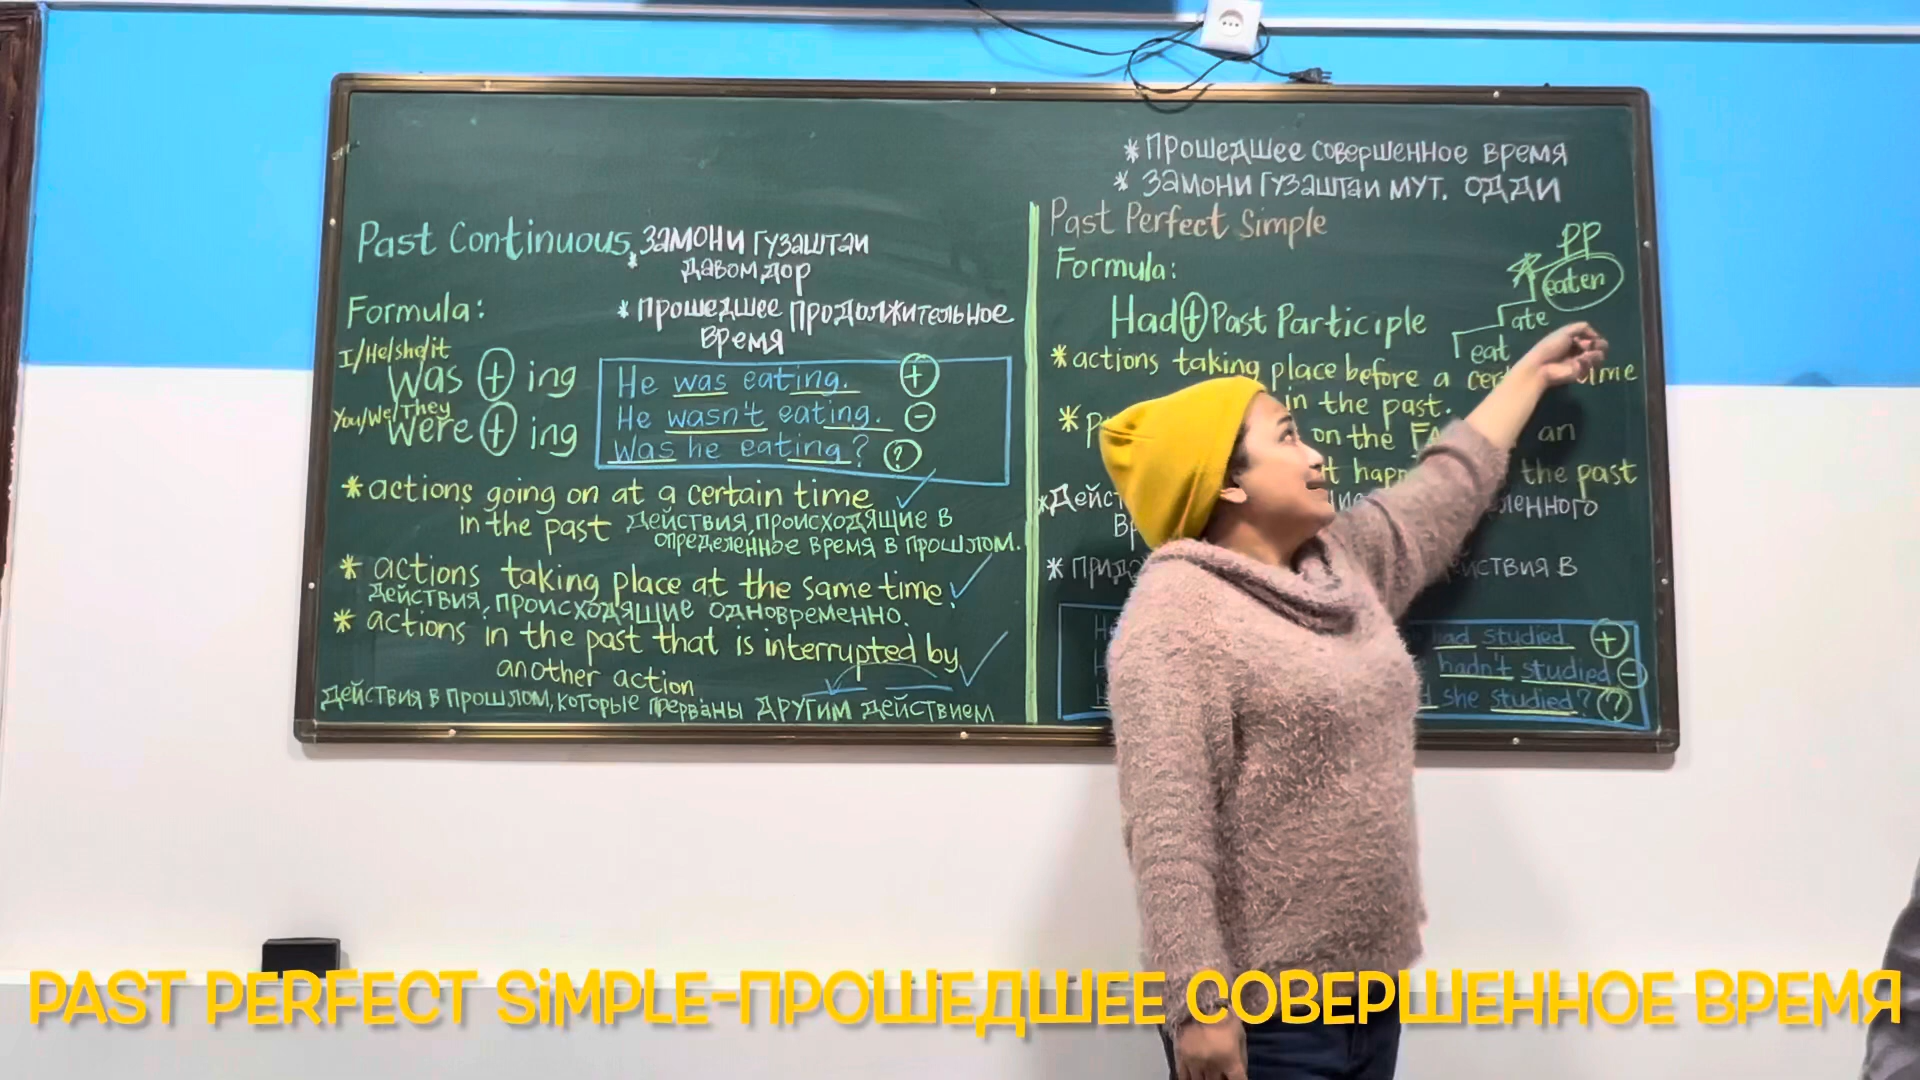 Past Continuous
* замони гузаштаи
давомдор
Formula:
* прошедшее продолжительное
время
I/He/she/it
was + ing
You/We/They
were + ing
He was eating. +
He wasn't eating. -
Was he eating? ?
* actions going on at a certain time
in the past
Действия, происходящие в
определённое время в прошлом.
* actions taking place at the same time.
Действия, происходящие одновременно.
* actions in the past that is interrupted by
another action
Действия в прошлом, которые прерваны другим действием
* Прошедшее совершенное время
* Замони гузаштаи мут. одди
Past Perfect Simple
Formula:
Had + Past Participle
PP
eaten
ate
eat
* actions taking place before a time
in the past.
* on the an
the past
*
* в
had studied +
hadn't studied -
she studied? ?
PAST PERFECT SiMPLE-ПРОШЕДШЕЕ СОВЕРШЕННОЕ ВРЕМЯ